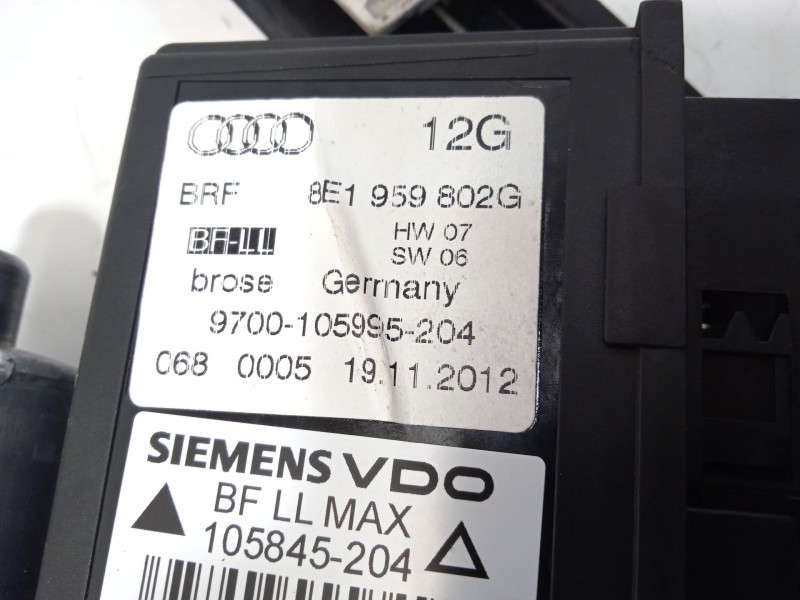 12G
BRF 8E1 959 802G
BF-LL HW 07
SW 06
brose Germany
9700-105995-204
068 0005 19.11.2012
SIEMENS VDO
BF LL MAX
105845-204